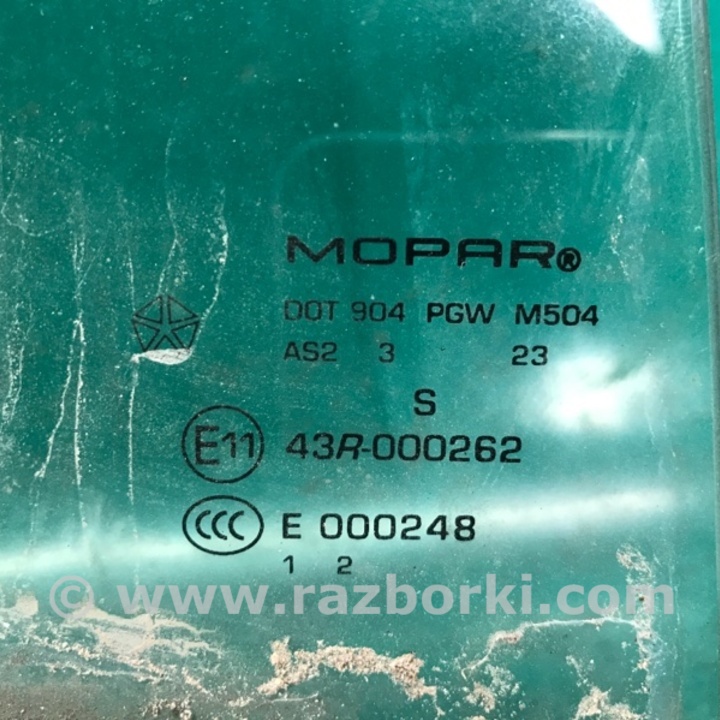 MOPAR®
DOT 904 PGW M504
AS2 3 23
S
E11 43R-000262
CCC E 000248
1 2
© www.razborki.com